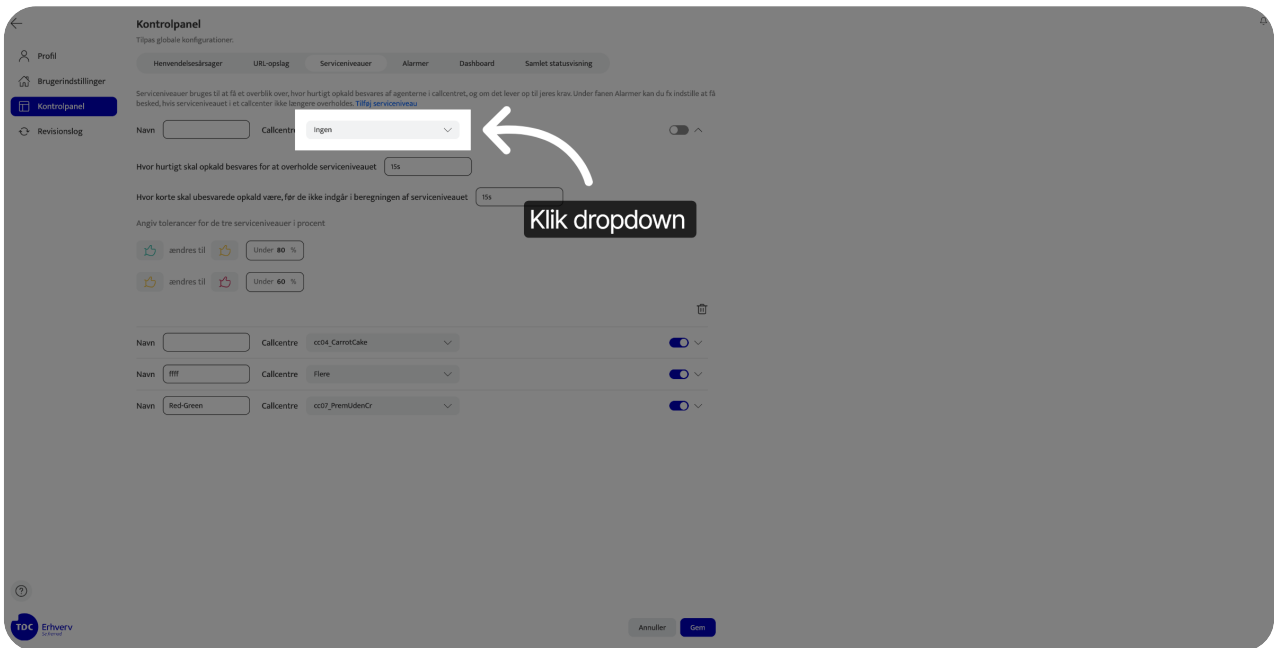 Kontrolpanel
Tilpas globale konfigurationer.
Profil
Brugerindstillinger
Kontrolpanel
Revisionslog
Henvendelsesårsager URL-opslag Serviceniveauer Alarmer Dashboard Samlet statusvisning
Serviceniveauer bruges til at få et overblik over, hvor hurtigt opkald besvares af agenterne i callcentret, og om det lever op til jeres krav. Under fanen Alarmer kan du fx indstille at få
besked, hvis serviceniveauet i et callcenter ikke længere overholdes. Tilføj serviceniveau
Navn Callcentre Ingen
Hvor hurtigt skal opkald besvares for at overholde serviceniveauet 15s
Hvor korte skal ubesvarede opkald være, før de ikke indgår i beregningen af serviceniveauet 15s
Klik dropdown
Angiv tolerancer for de tre serviceniveauer i procent
ændres til Under 80 %
ændres til Under 60 %
Navn Callcentre cc04_CarrotCake
Navn ffff Callcentre Flere
Navn Red-Green Callcentre cc07_PremUdenCr
?
TDC Erhverv
Annuller Gem